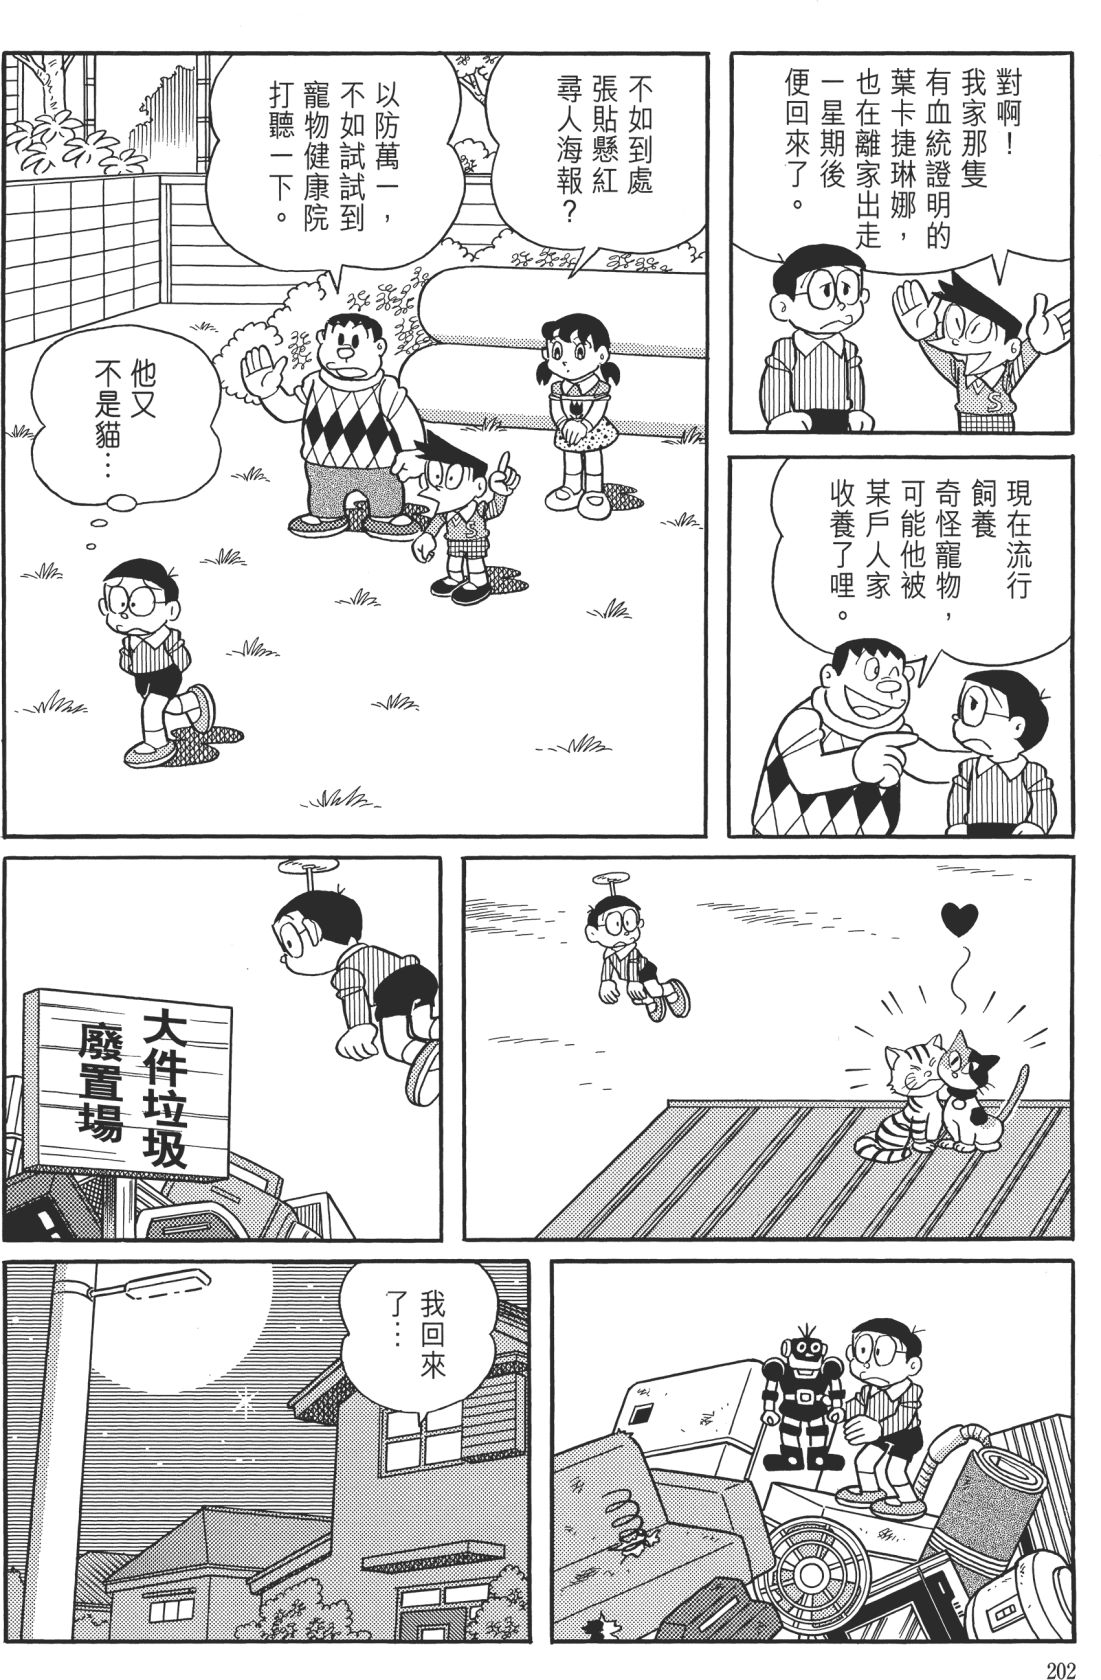 對啊！
我家那隻
有血統證明的
葉卡捷琳娜，
也在離家出走
一星期後
便回來了。
現在流行
飼養
奇怪寵物，
可能他被
某戶人家
收養了哩。
不如到處
張貼懸紅
尋人海報？
以防萬一，
不如試試到
寵物健康院
打聽一下。
他又
不是貓…
S
S
大件垃圾
廢置場
我回來
了…
202